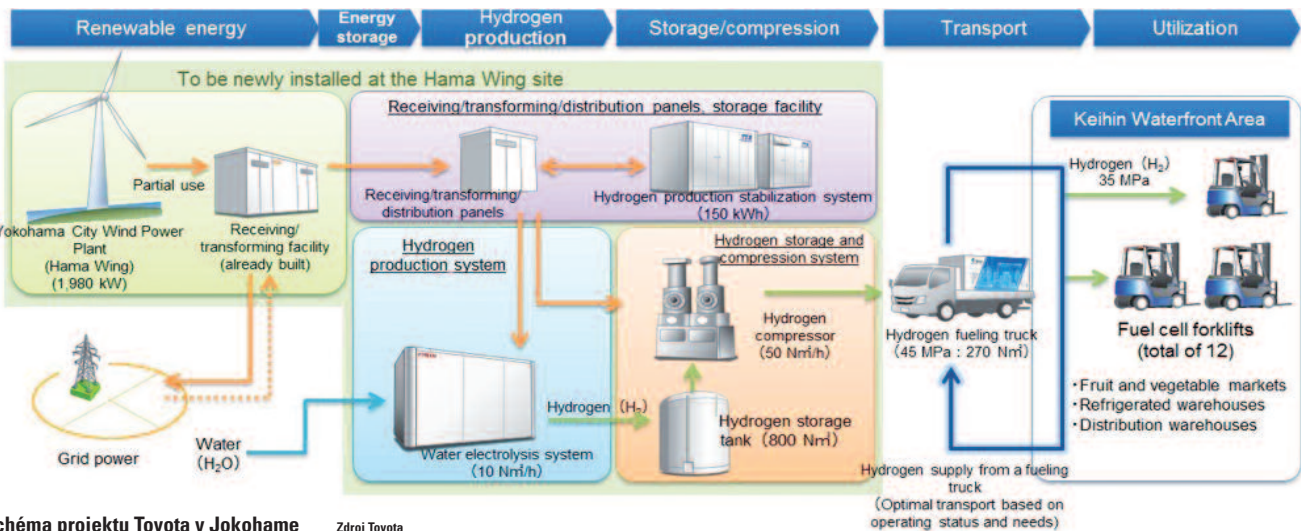 Renewable energy
Energy
storage
Hydrogen
production
Storage/compression
Transport
Utilization
To be newly installed at the Hama Wing site
Partial use
Yokohama City Wind Power
Plant
(Hama Wing)
(1,980 kW)
Receiving/
transforming facility
(already built)
Receiving/transforming/distribution panels, storage facility
Receiving/transforming/
distribution panels
Hydrogen production stabilization system
(150 kWh)
Hydrogen
production system
Water electrolysis system
(10 Nm³/h)
Hydrogen (H₂)
Hydrogen storage and
compression system
Hydrogen
compressor
(50 Nm³/h)
Hydrogen storage
tank (800 Nm³)
Grid power
Water
(H₂O)
Hydrogen fueling truck
(45 MPa : 270 Nm³)
Hydrogen supply from a fueling
truck
(Optimal transport based on
operating status and needs)
Keihin Waterfront Area
Hydrogen (H₂)
35 MPa
Fuel cell forklifts
(total of 12)
・Fruit and vegetable markets
・Refrigerated warehouses
・Distribution warehouses
chéma projektu Toyota v Jokohame
Zdroj Toyota